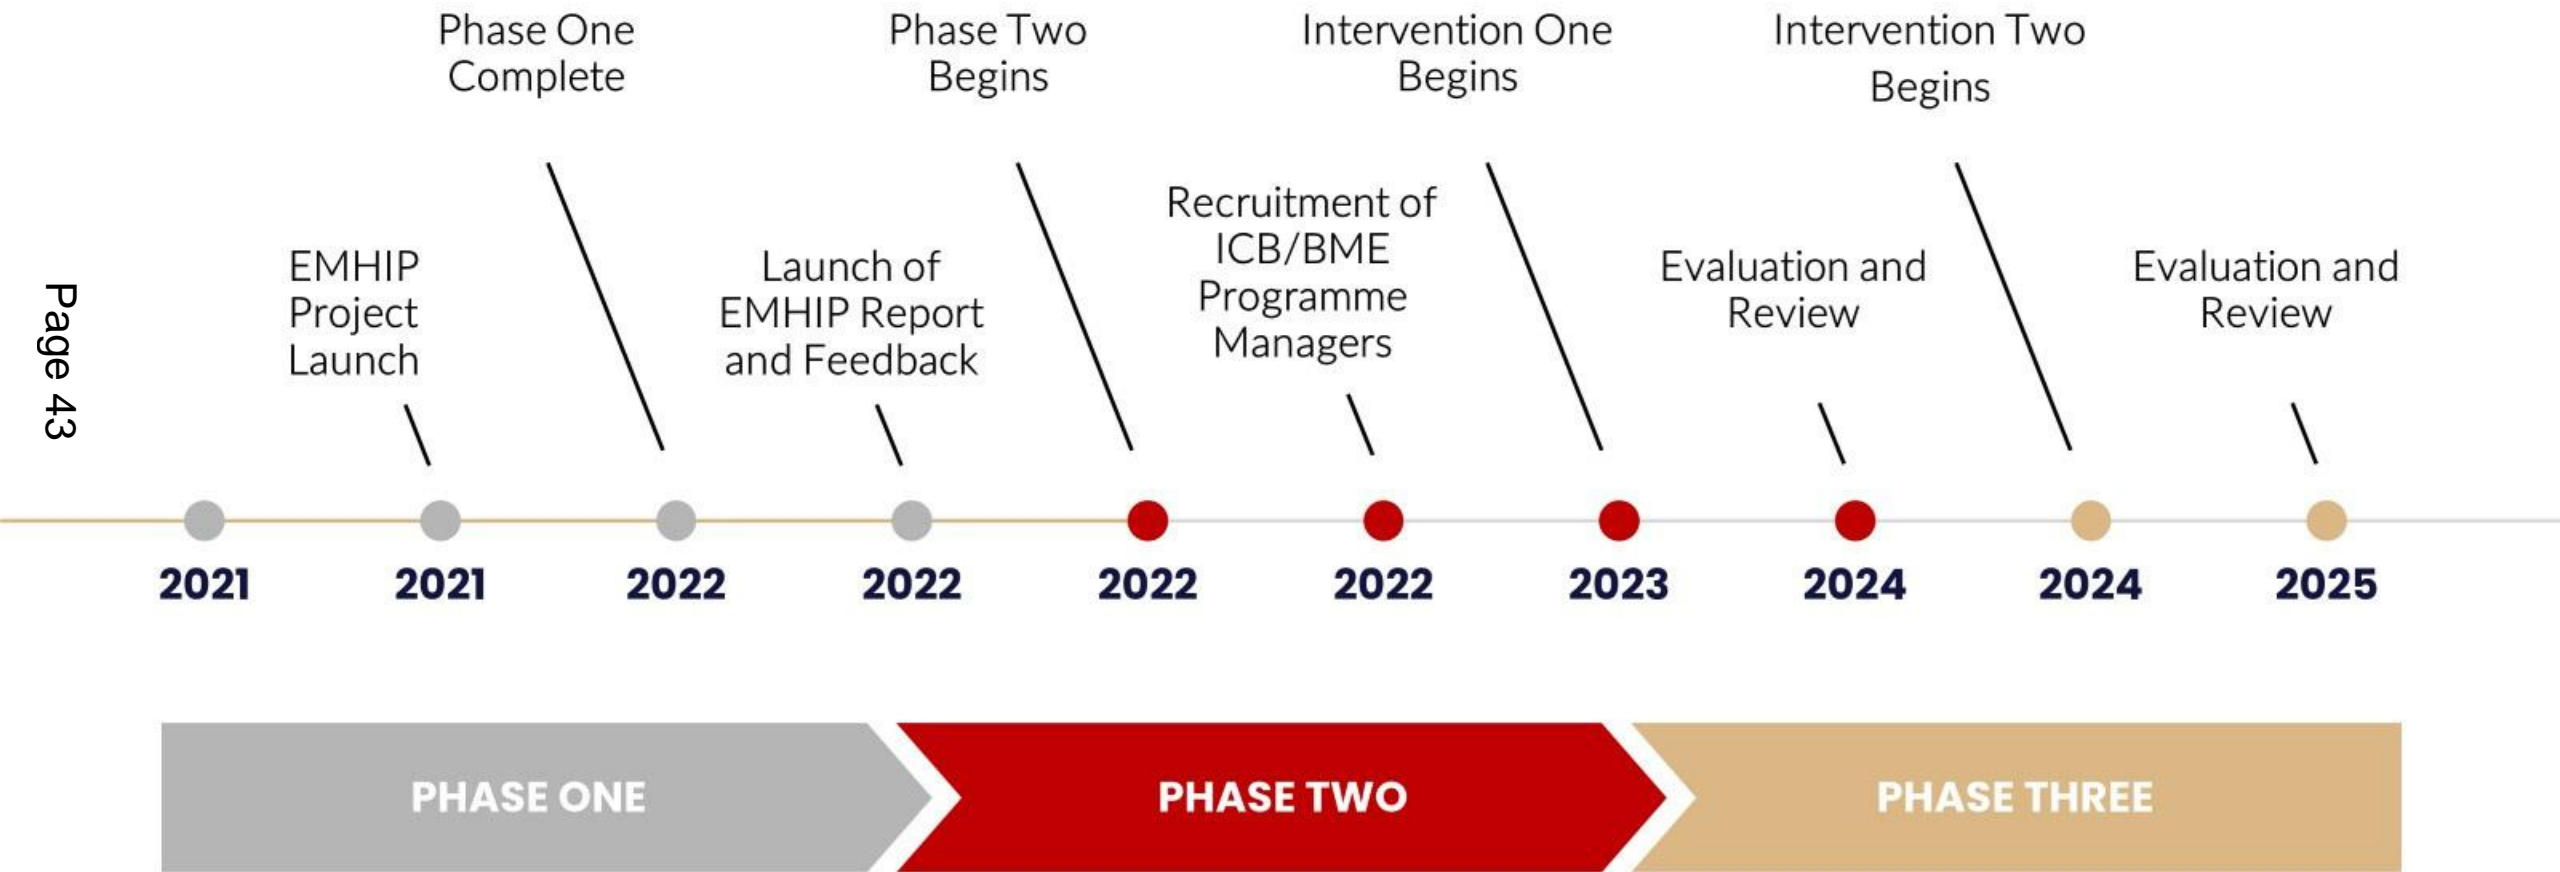 Phase One
Complete
Phase Two
Begins
Intervention One
Begins
Intervention Two
Begins
EMHIP
Project
Launch
Launch of
EMHIP Report
and Feedback
Recruitment of
ICB/BME
Programme
Managers
Evaluation and
Review
Evaluation and
Review
Page 43
2021
2021
2022
2022
2022
2022
2023
2024
2024
2025
PHASE ONE
PHASE TWO
PHASE THREE